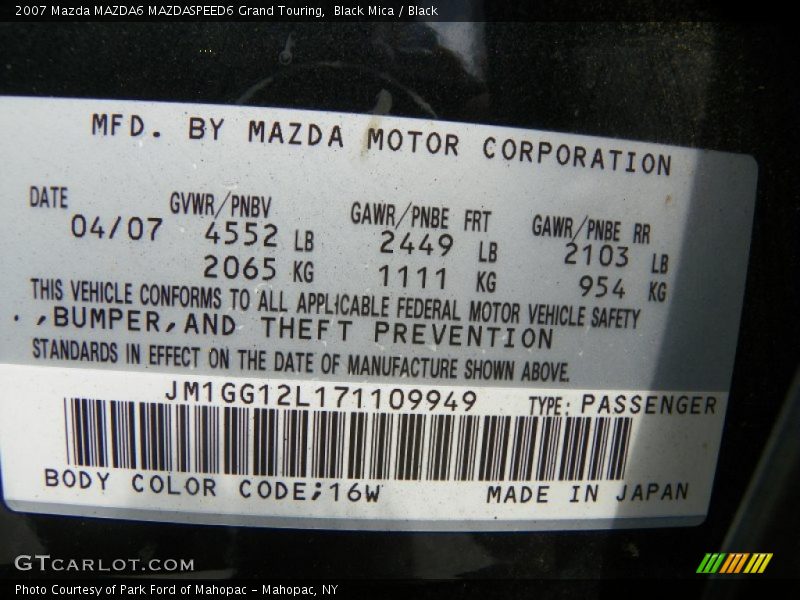 2007 Mazda MAZDA6 MAZDASPEED6 Grand Touring, Black Mica / Black
MFD. BY MAZDA MOTOR CORPORATION
DATE GVWR/PNBV GAWR/PNBE FRT GAWR/PNBE RR
04/07 4552 LB 2449 LB 2103 LB
2065 KG 1111 KG 954 KG
THIS VEHICLE CONFORMS TO ALL APPLICABLE FEDERAL MOTOR VEHICLE SAFETY
.,BUMPER,AND THEFT PREVENTION
STANDARDS IN EFFECT ON THE DATE OF MANUFACTURE SHOWN ABOVE.
JM1GG12L171109949 TYPE: PASSENGER
BODY COLOR CODE;16W MADE IN JAPAN
GTCARLOT.COM
Photo Courtesy of Park Ford of Mahopac - Mahopac, NY